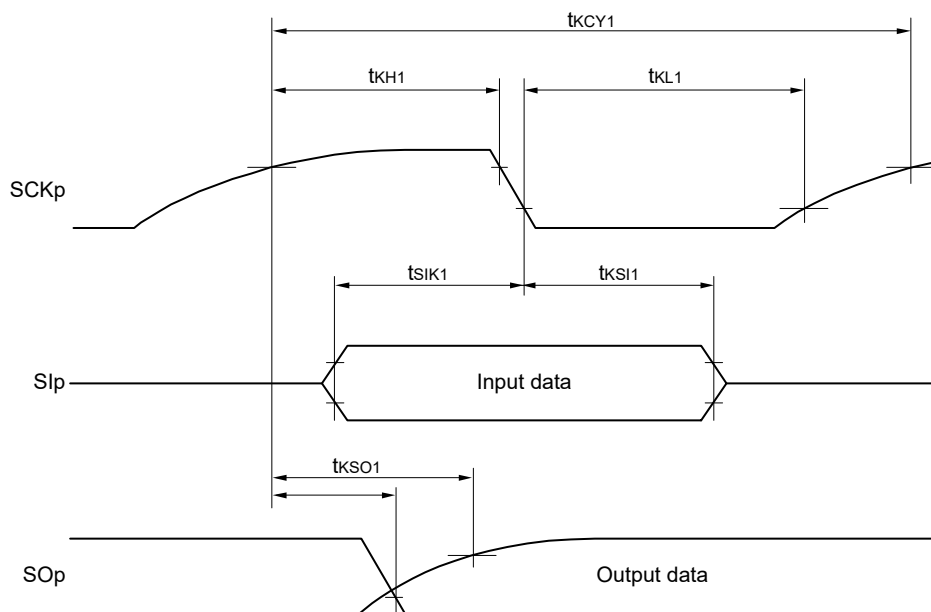 tKCY1
tKH1
tKL1
SCKp
tSIK1
tKSI1
SIp
Input data
tKSO1
SOp
Output data